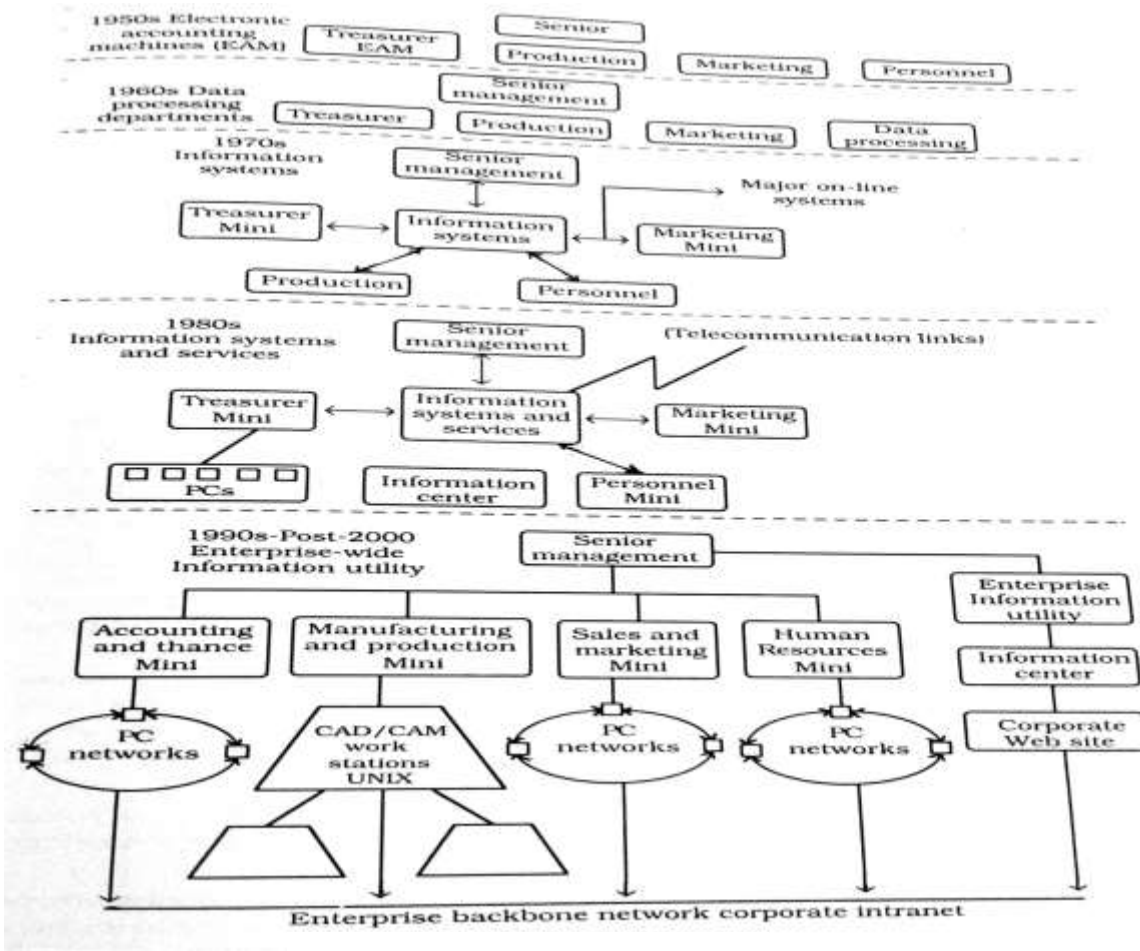 1950s Electronic
accounting
machines (EAM)
Treasurer
EAM
Senior
Production
Marketing
Personnel
1960s Data
processing
departments
Senior
management
Treasurer
Production
Marketing
Data
processing
1970s
Information
systems
Senior
management
Major on-line
systems
Treasurer
Mini
Information
systems
Marketing
Mini
Production
Personnel
1980s
Information systems
and services
Senior
management
(Telecommunication links)
Treasurer
Mini
Information
systems and
services
Marketing
Mini
PCs
Information
center
Personnel
Mini
1990s-Post-2000
Enterprise-wide
Information utility
Senior
management
Enterprise
Information
utility
Accounting
and thance
Mini
Manufacturing
and production
Mini
Sales and
marketing
Mini
Human
Resources
Mini
Information
center
PC
networks
CAD/CAM
work
stations
UNIX
PC
networks
PC
networks
Corporate
Web site
Enterprise backbone network corporate intranet